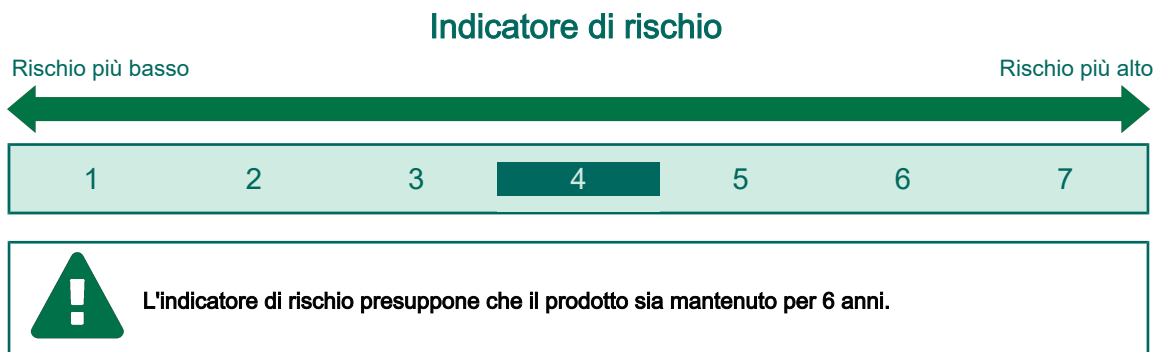 Indicatore di rischio
Rischio più basso Rischio più alto
1 2 3 4 5 6 7
L'indicatore di rischio presuppone che il prodotto sia mantenuto per 6 anni.